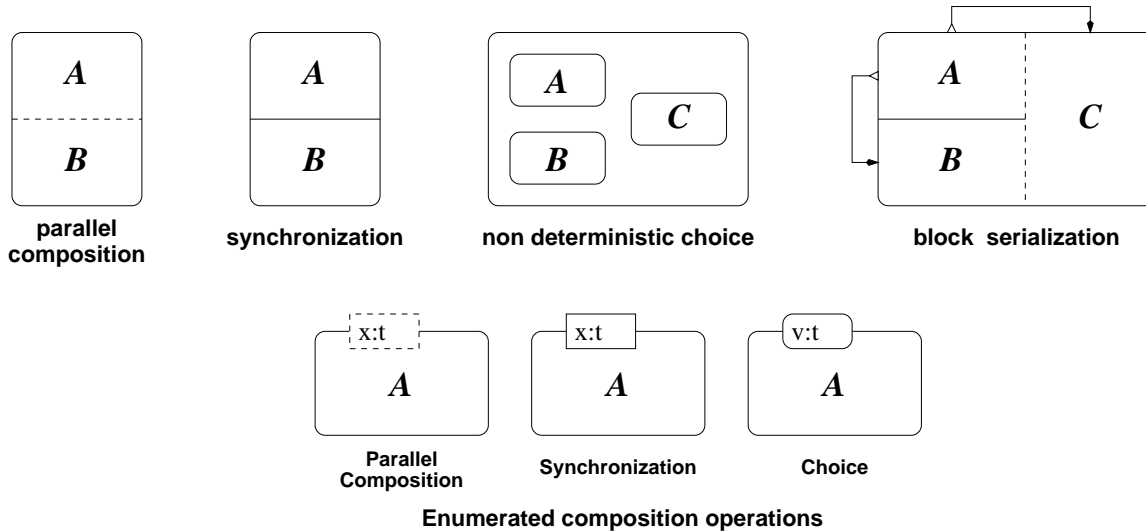 A
B
parallel
composition
A
B
synchronization
A
B
C
non deterministic choice
A
B
C
block serialization
x:t
A
Parallel
Composition
x:t
A
Synchronization
v:t
A
Choice
Enumerated composition operations